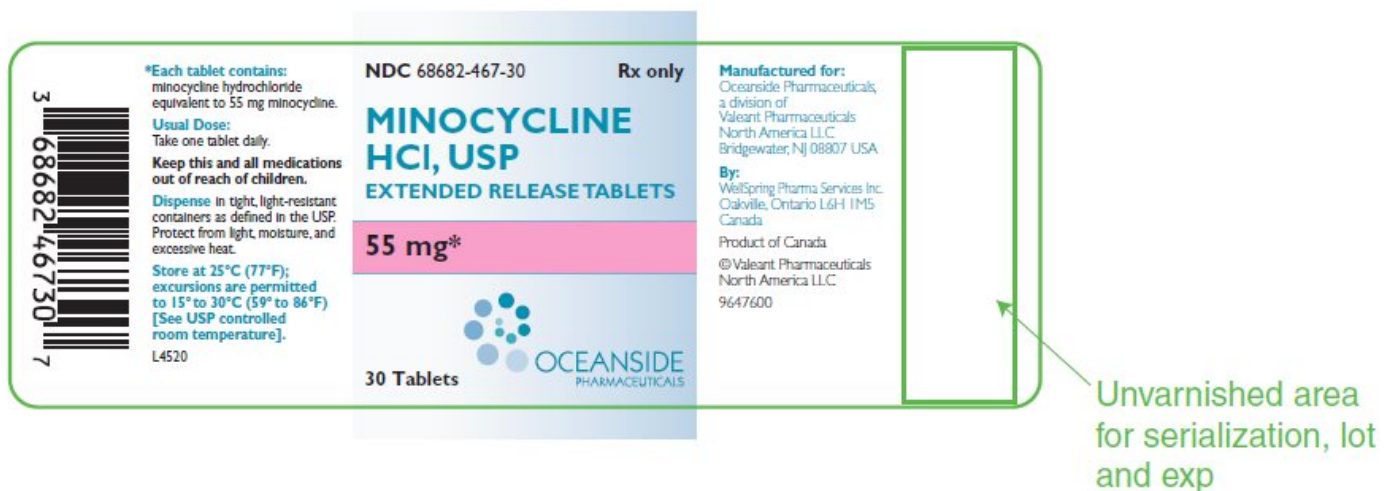 3 68682 46730 7
*Each tablet contains:
minocycline hydrochloride
equivalent to 55 mg minocycline.
Usual Dose:
Take one tablet daily.
Keep this and all medications
out of reach of children.
Dispense in tight, light-resistant
containers as defined in the USP.
Protect from light, moisture, and
excessive heat.
Store at 25°C (77°F);
excursions are permitted
to 15° to 30°C (59° to 86°F)
[See USP controlled
room temperature].
L4520
NDC 68682-467-30 Rx only
MINOCYCLINE
HCl, USP
EXTENDED RELEASE TABLETS
55 mg*
OCEANSIDE
PHARMACEUTICALS
30 Tablets
Manufactured for:
Oceanside Pharmaceuticals,
a division of
Valeant Pharmaceuticals
North America LLC
Bridgewater, NJ 08807 USA
By:
WellSpring Pharma Services Inc.
Oakville, Ontario L6H 1M5
Canada
Product of Canada
© Valeant Pharmaceuticals
North America LLC
9647600
Unvarnished area
for serialization, lot
and exp